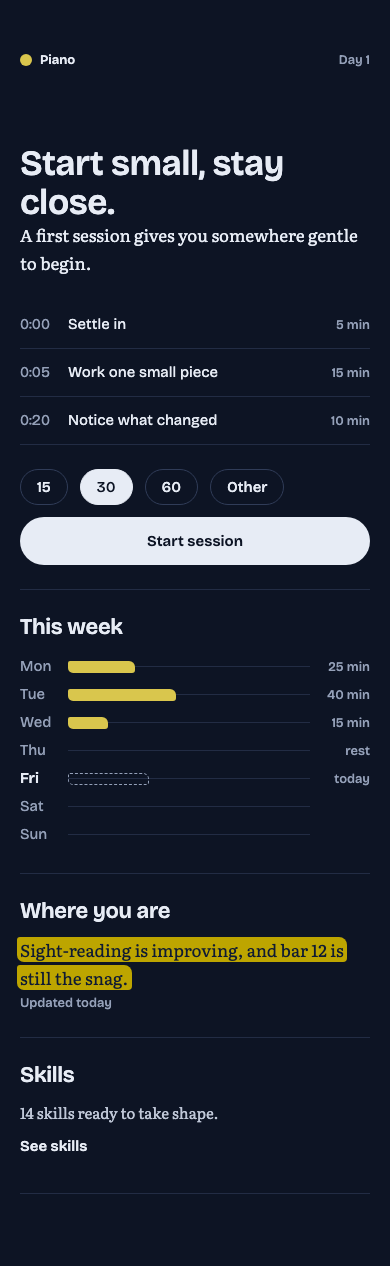 Piano
Day 1
Start small, stay
close.
A first session gives you somewhere gentle
to begin.
0:00 Settle in 5 min
0:05 Work one small piece 15 min
0:20 Notice what changed 10 min
15 30 60 Other
Start session
This week
Mon 25 min
Tue 40 min
Wed 15 min
Thu rest
Fri today
Sat
Sun
Where you are
Sight-reading is improving, and bar 12 is
still the snag.
Updated today
Skills
14 skills ready to take shape.
See skills